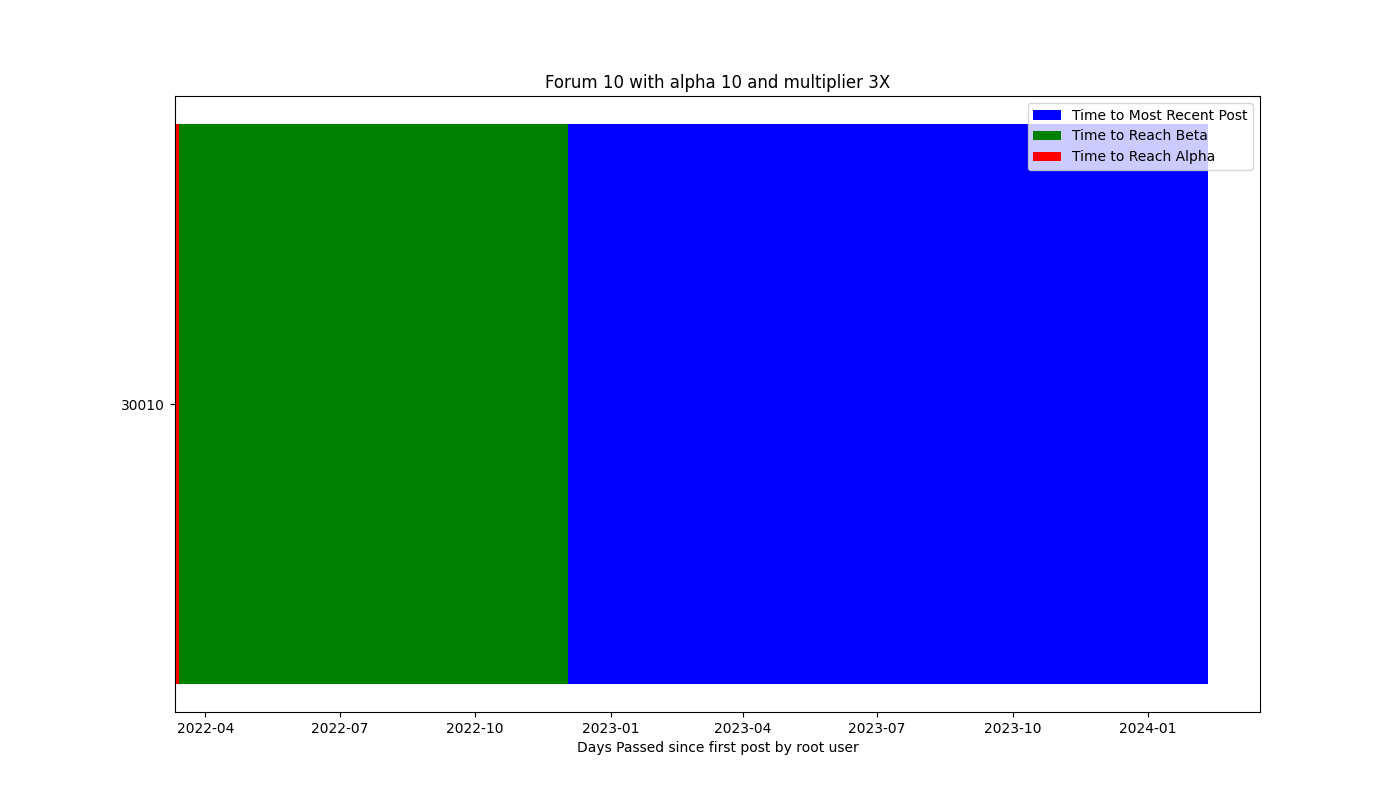 Forum 10 with alpha 10 and multiplier 3X
Time to Most Recent Post
Time to Reach Beta
Time to Reach Alpha
30010
2022-04 2022-07 2022-10 2023-01 2023-04 2023-07 2023-10 2024-01
Days Passed since first post by root user